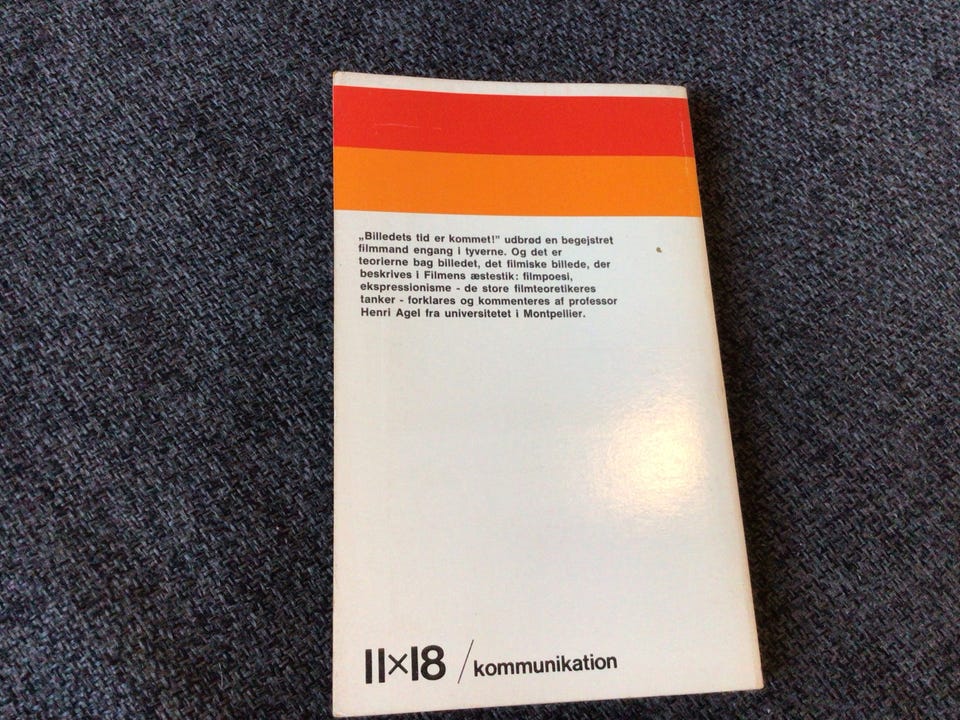 „Billedets tid er kommet!” udbrød en begejstret
filmmand engang i tyverne. Og det er
teorierne bag billedet, det filmiske billede, der
beskrives i Filmens æstestik: filmpoesi,
ekspressionisme - de store filmteoretikeres
tanker - forklares og kommenteres af professor
Henri Agel fra universitetet i Montpellier.
11×18 / kommunikation